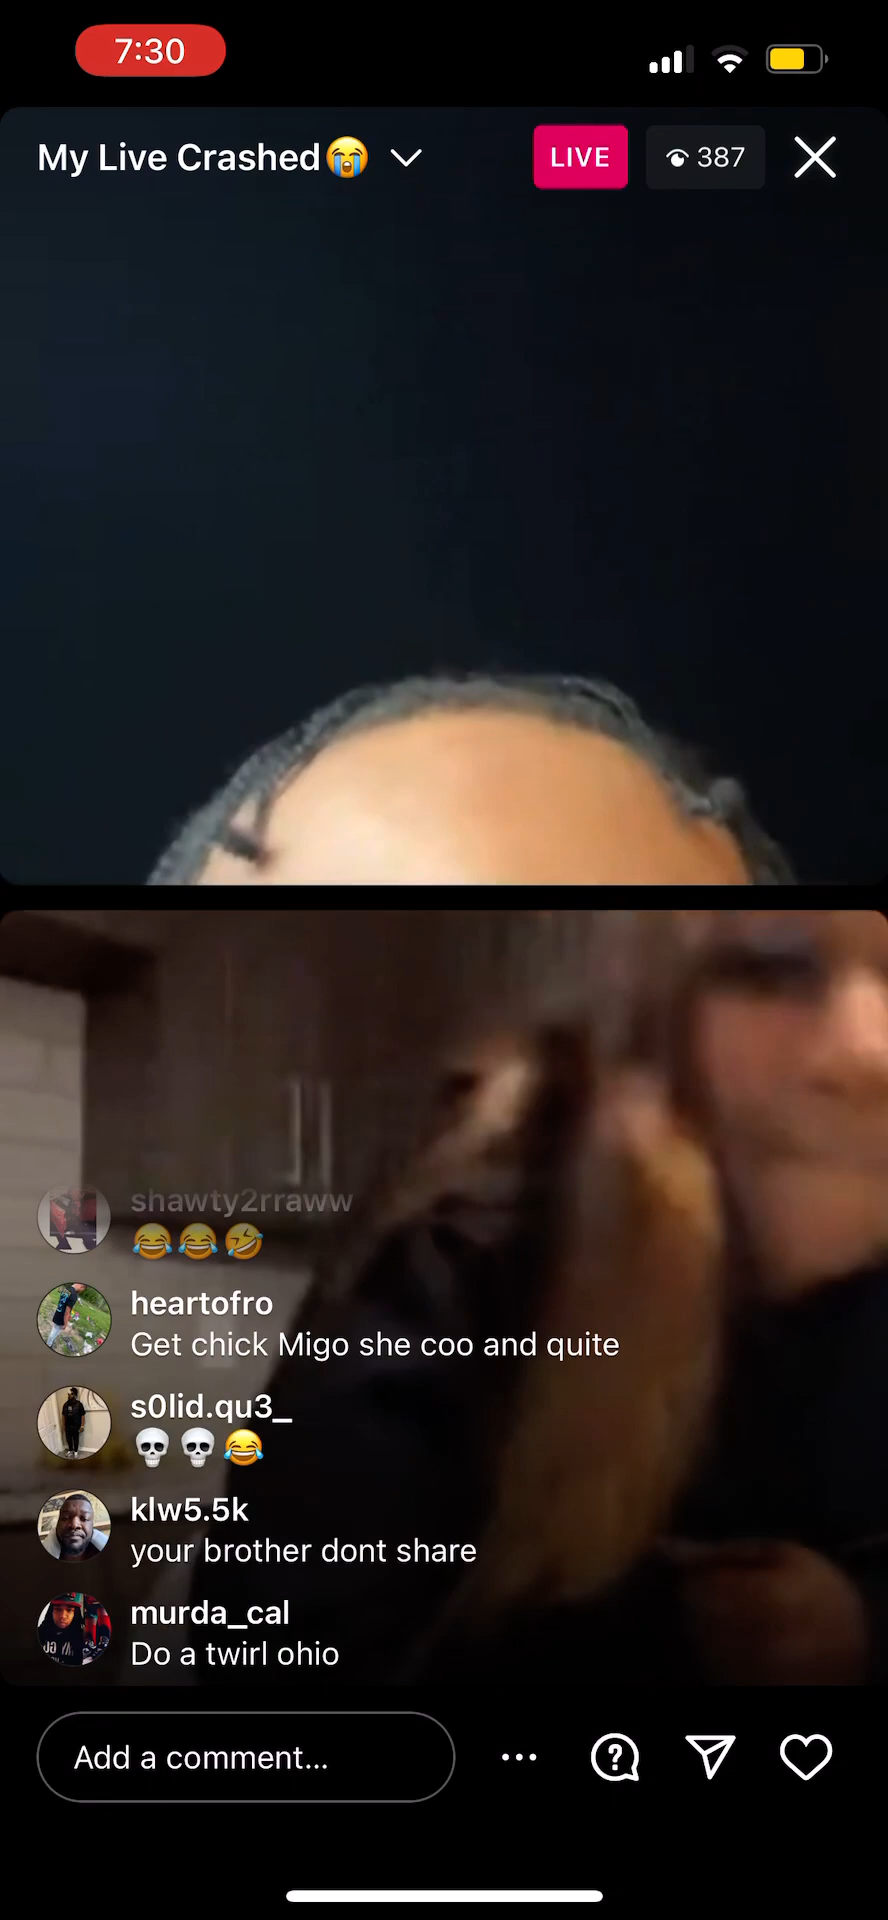 7:30
My Live Crashed😭
LIVE
387
shawty2rraww
😂😂🤣
heartofro
Get chick Migo she coo and quite
s0lid.qu3_
💀💀😂
klw5.5k
your brother dont share
murda_cal
Do a twirl ohio
Add a comment...